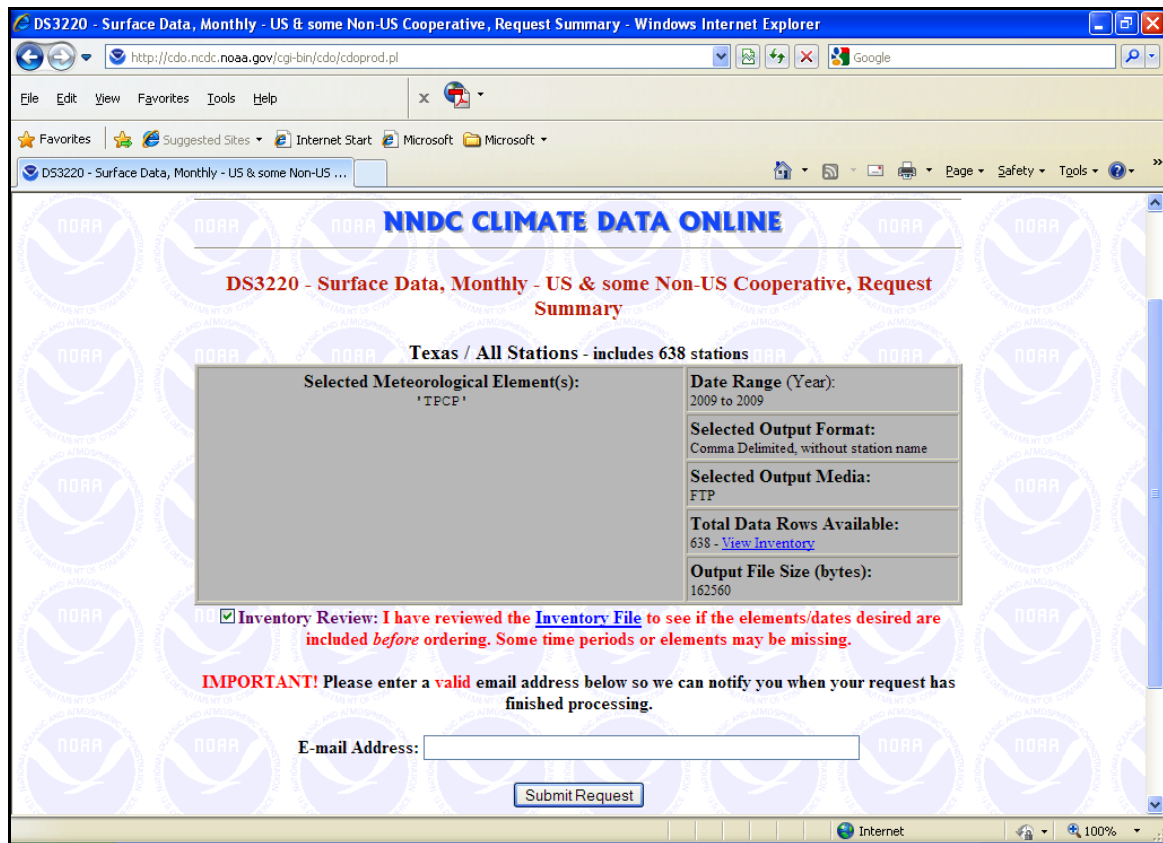 DS3220 - Surface Data, Monthly - US & some Non-US Cooperative, Request Summary - Windows Internet Explorer
http://cdo.ncdc.noaa.gov/cgi-bin/cdo/cdoprod.pl
Google
File Edit View Favorites Tools Help
Favorites Suggested Sites Internet Start Microsoft Microsoft
DS3220 - Surface Data, Monthly - US & some Non-US ...
Page Safety Tools
NNDC CLIMATE DATA ONLINE
DS3220 - Surface Data, Monthly - US & some Non-US Cooperative, Request
Summary
Texas / All Stations - includes 638 stations
Selected Meteorological Element(s):
'TPCP'
Date Range (Year):
2009 to 2009
Selected Output Format:
Comma Delimited, without station name
Selected Output Media:
FTP
Total Data Rows Available:
638 - View Inventory
Output File Size (bytes):
162560
Inventory Review: I have reviewed the Inventory File to see if the elements/dates desired are
included before ordering. Some time periods or elements may be missing.
IMPORTANT! Please enter a valid email address below so we can notify you when your request has
finished processing.
E-mail Address:
Submit Request
Internet
100%